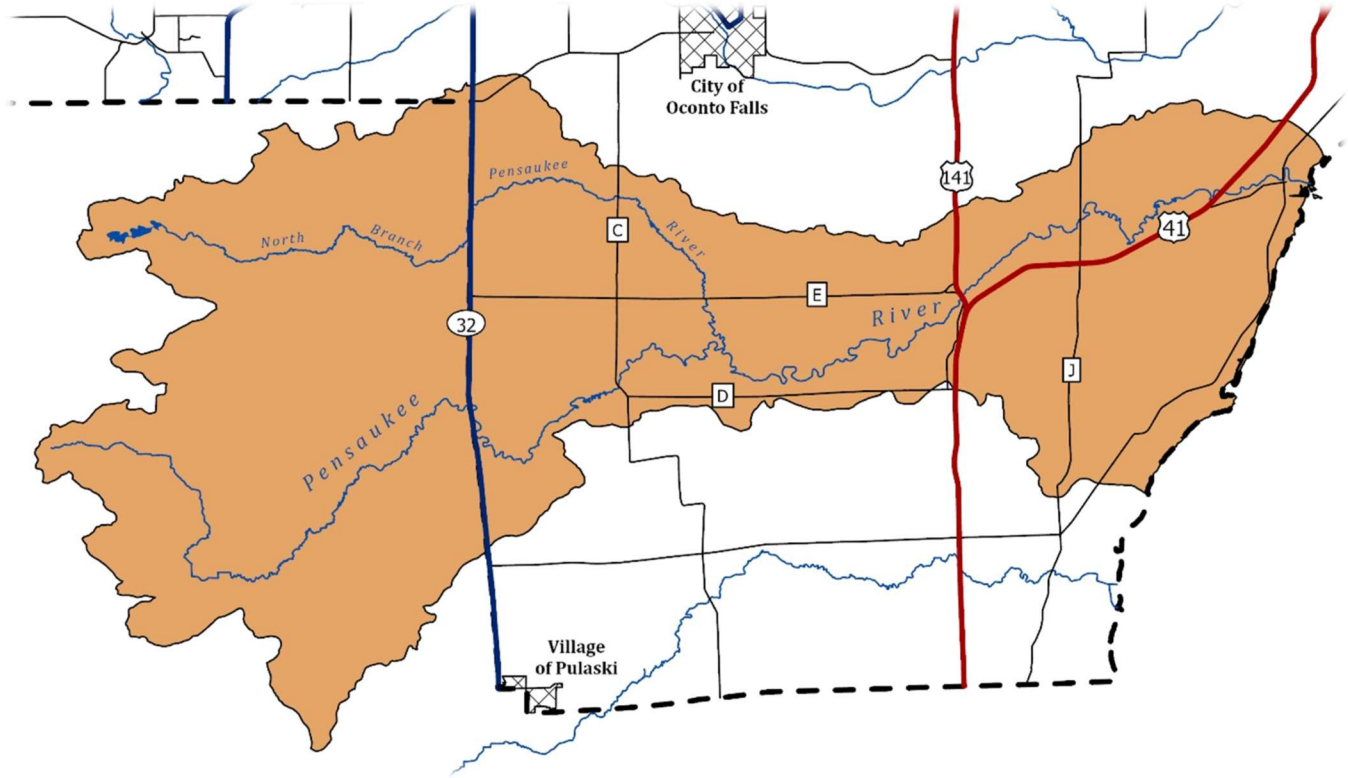 City of
Oconto Falls
Pensaukee
141
North
Branch
River
C
41
E
River
32
J
D
Pensaukee
Village
of Pulaski